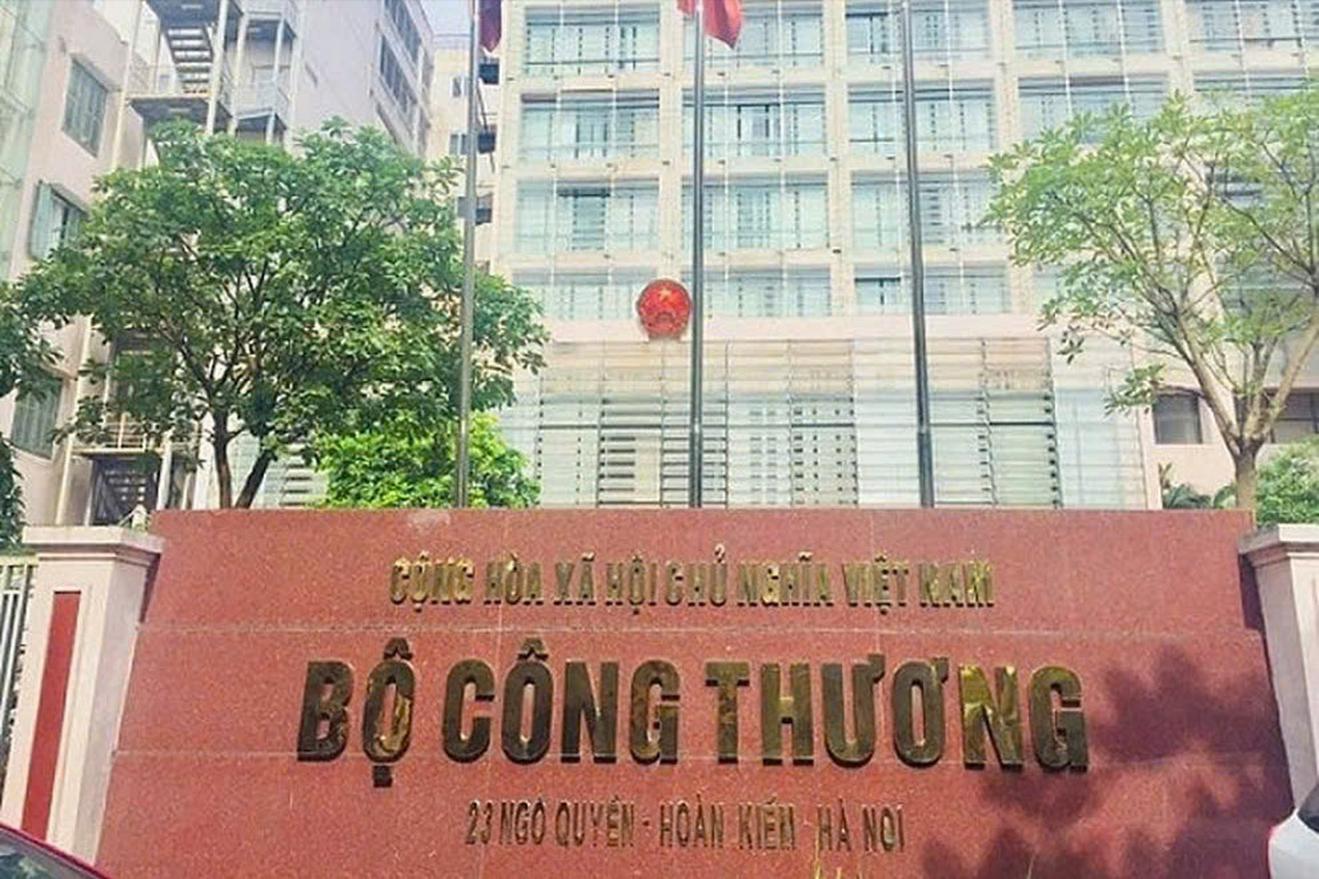 CỘNG HÒA XÃ HỘI CHỦ NGHĨA VIỆT NAM
BỘ CÔNG THƯƠNG
23 NGÔ QUYỀN - HOÀN KIẾM - HÀ NỘI